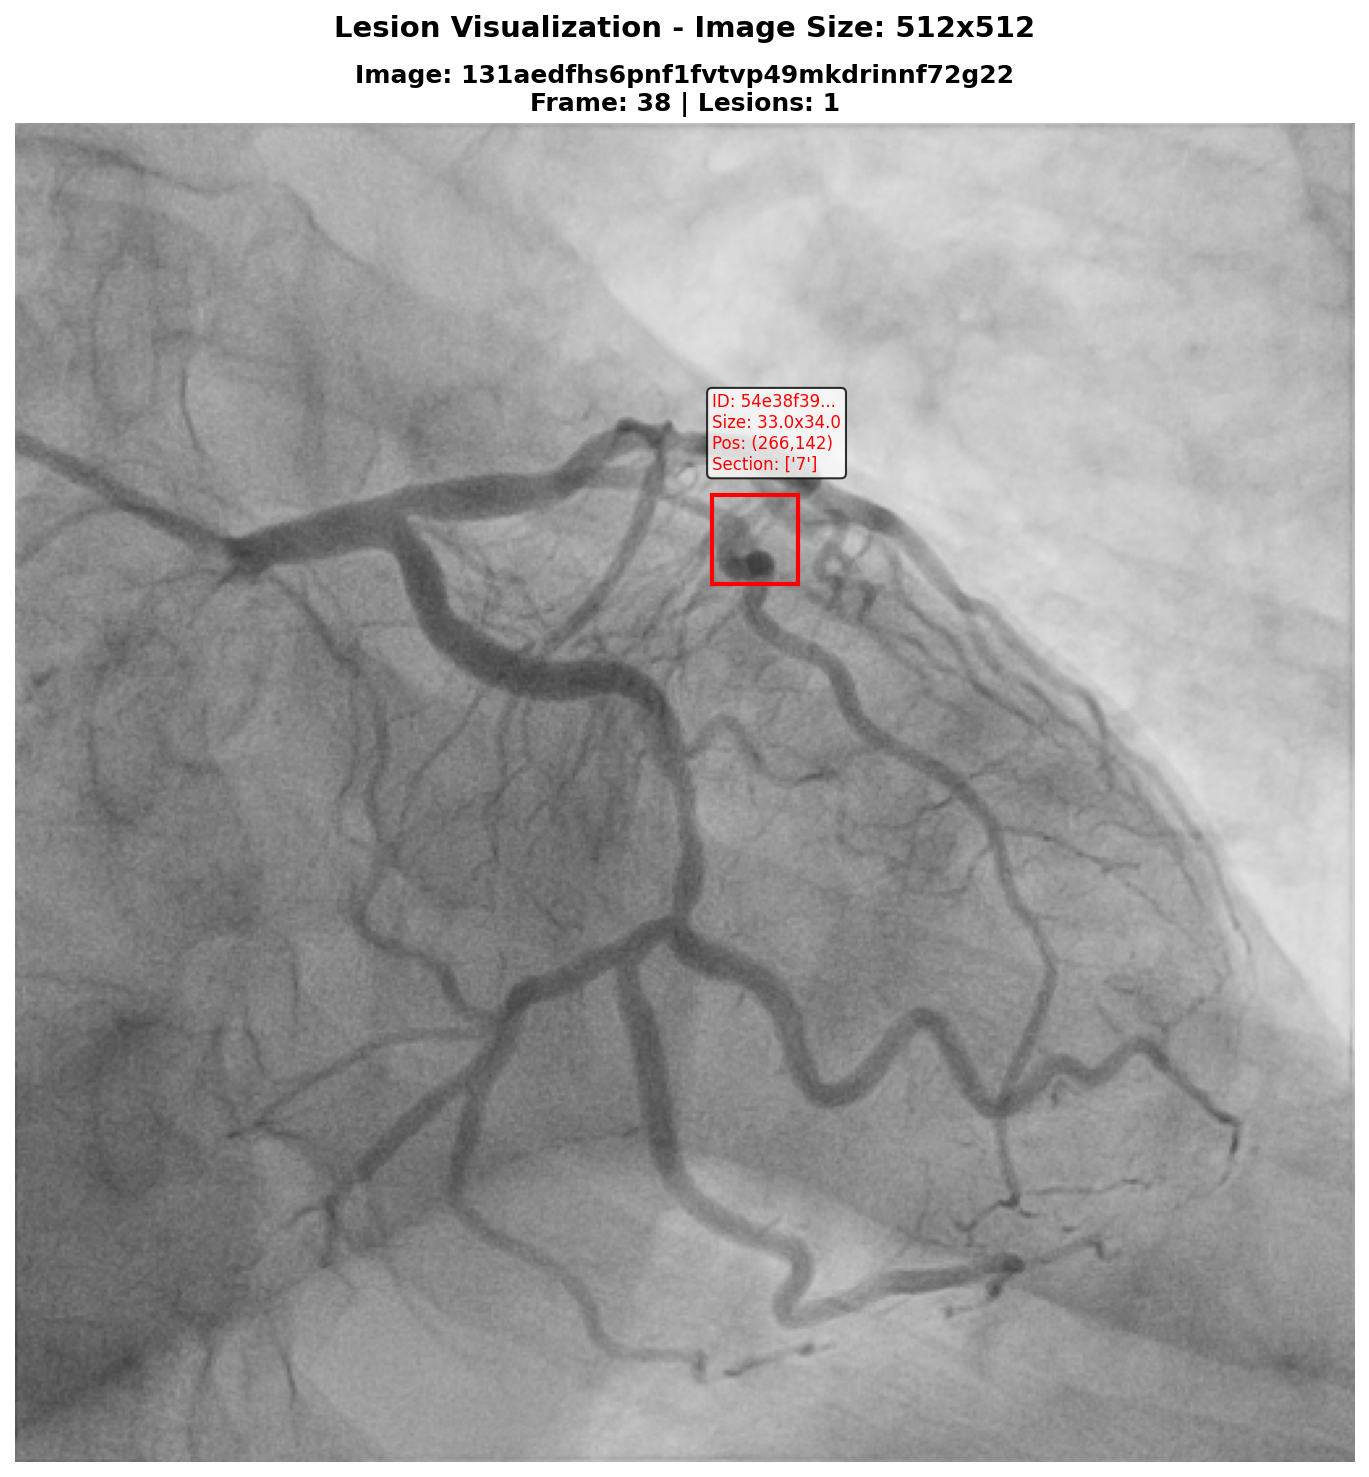 Lesion Visualization - Image Size: 512x512
Image: 131aedfhs6pnf1fvtvp49mkdrinnf72g22
Frame: 38 | Lesions: 1
ID: 54e38f39...
Size: 33.0x34.0
Pos: (266,142)
Section: ['7']